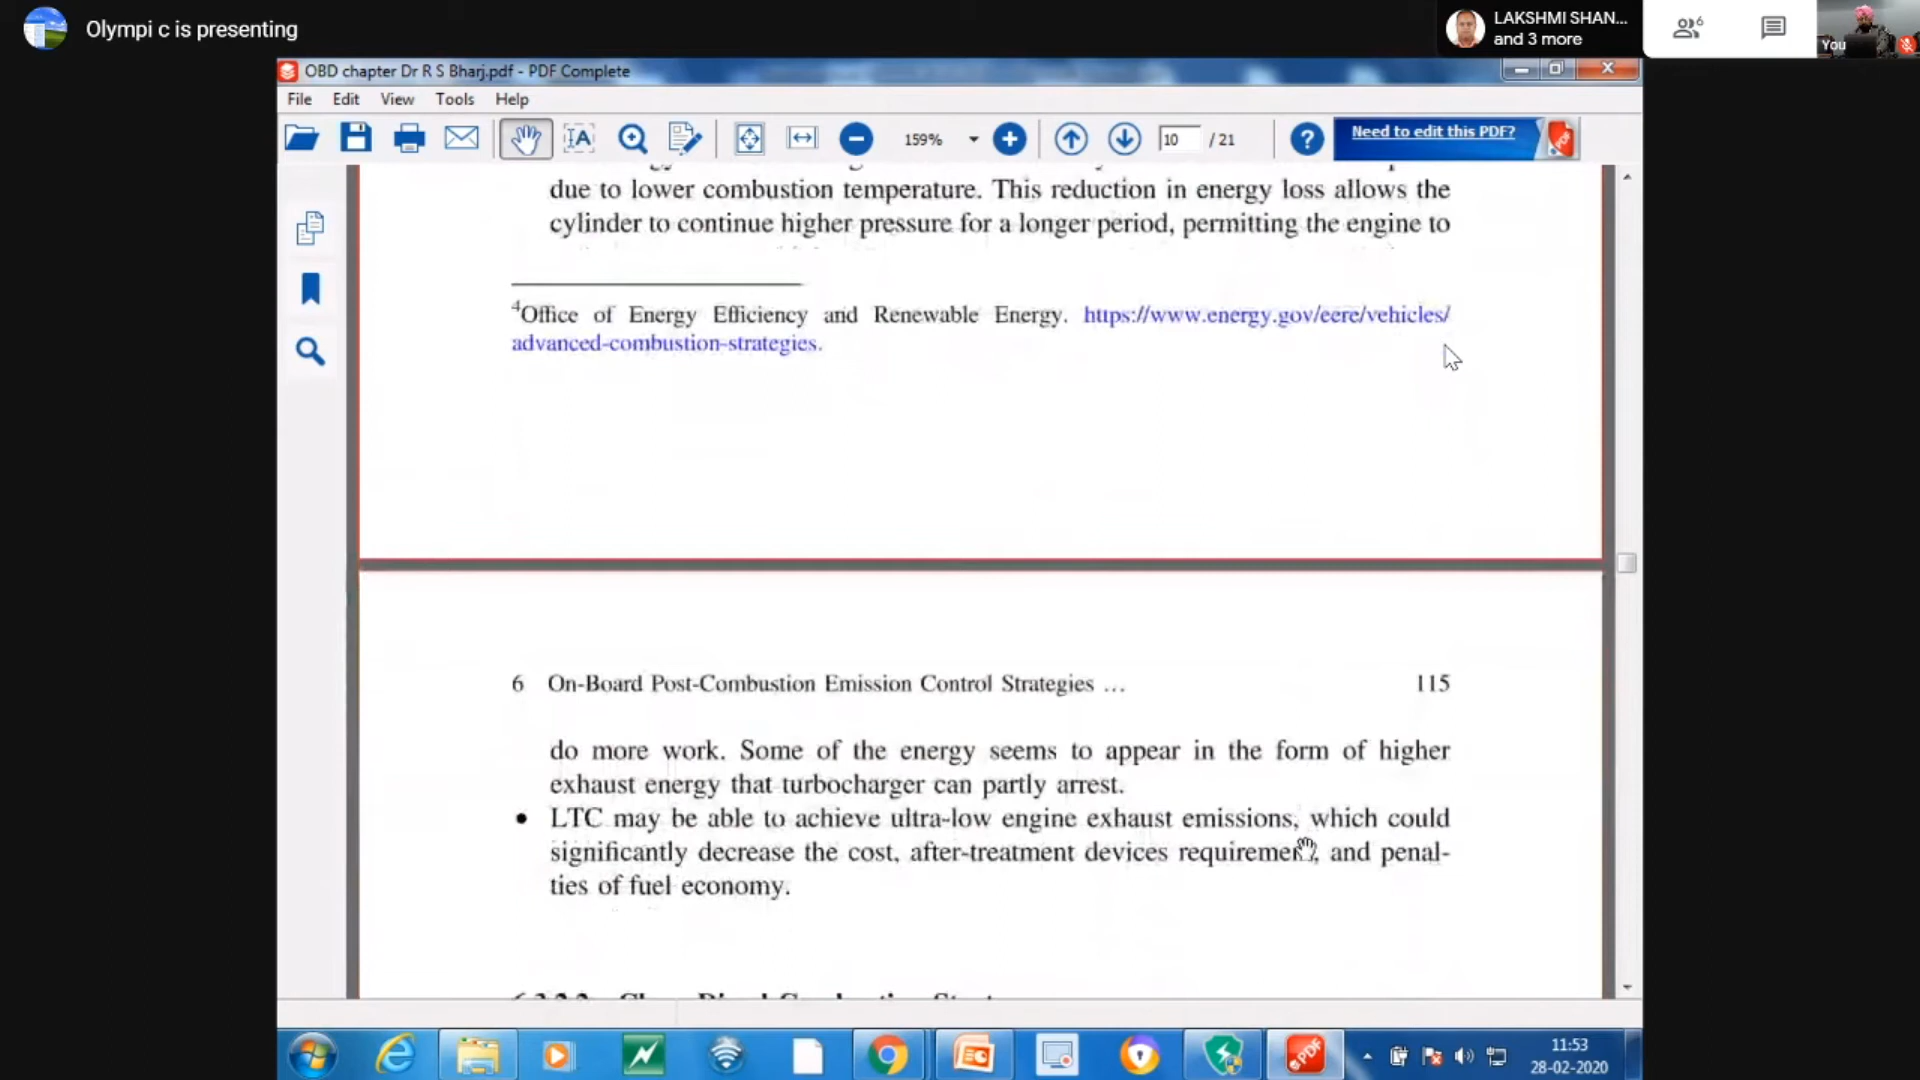 Olympi c is presenting
LAKSHMI SHAN...
and 3 more
6
You
OBD chapter Dr R S Bharj.pdf - PDF Complete
File Edit View Tools Help
159%
10 / 21
Need to edit this PDF?
due to lower combustion temperature. This reduction in energy loss allows the
cylinder to continue higher pressure for a longer period, permitting the engine to
4Office of Energy Efficiency and Renewable Energy. https://www.energy.gov/eere/vehicles/
advanced-combustion-strategies.
6 On-Board Post-Combustion Emission Control Strategies ... 115
do more work. Some of the energy seems to appear in the form of higher
exhaust energy that turbocharger can partly arrest.
• LTC may be able to achieve ultra-low engine exhaust emissions, which could
significantly decrease the cost, after-treatment devices requirement, and penal-
ties of fuel economy.
PDF
11:53
28-02-2020